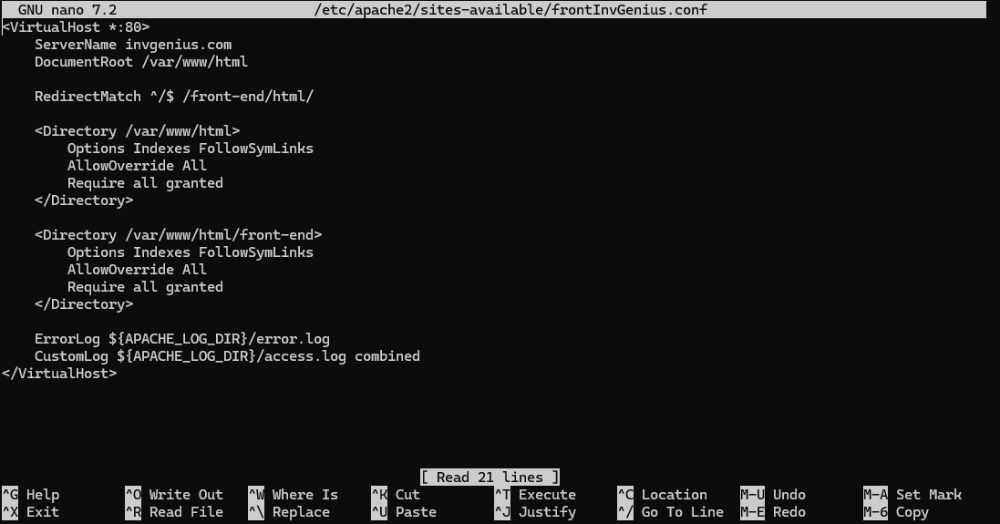 GNU nano 7.2 /etc/apache2/sites-available/frontInvGenius.conf
<VirtualHost *:80>
    ServerName invgenius.com
    DocumentRoot /var/www/html

    RedirectMatch ^/$ /front-end/html/

    <Directory /var/www/html>
        Options Indexes FollowSymLinks
        AllowOverride All
        Require all granted
    </Directory>

    <Directory /var/www/html/front-end>
        Options Indexes FollowSymLinks
        AllowOverride All
        Require all granted
    </Directory>

    ErrorLog ${APACHE_LOG_DIR}/error.log
    CustomLog ${APACHE_LOG_DIR}/access.log combined
</VirtualHost>
[ Read 21 lines ]
^G Help ^O Write Out ^W Where Is ^K Cut ^T Execute ^C Location M-U Undo M-A Set Mark
^X Exit ^R Read File ^\ Replace ^U Paste ^J Justify ^/ Go To Line M-E Redo M-6 Copy